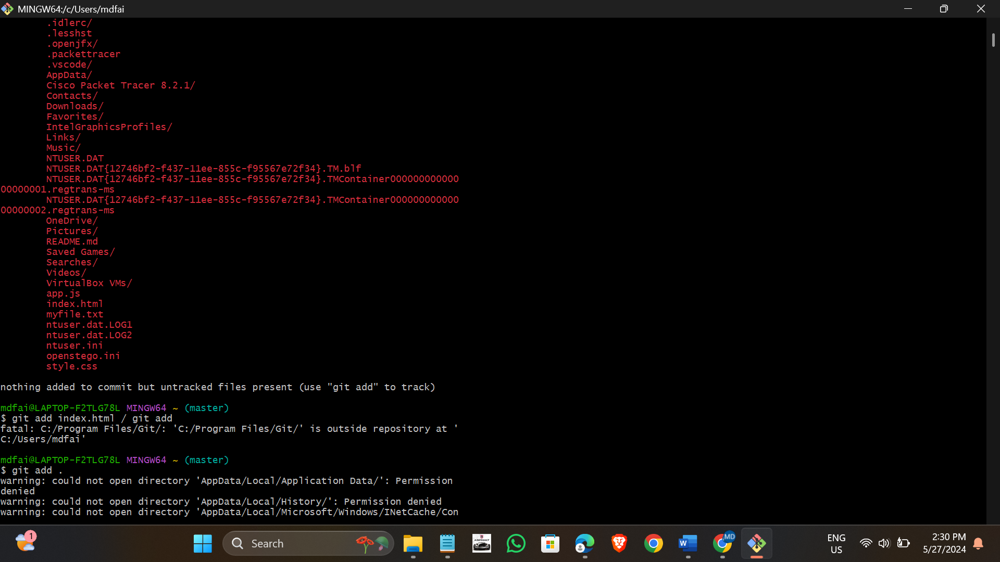 MINGW64:/c/Users/mdfai
.idlerc/
.lesshst
.openjfx/
.packettracer
.vscode/
AppData/
Cisco Packet Tracer 8.2.1/
Contacts/
Downloads/
Favorites/
IntelGraphicsProfiles/
Links/
Music/
NTUSER.DAT
NTUSER.DAT{12746bf2-f437-11ee-855c-f95567e72f34}.TM.blf
NTUSER.DAT{12746bf2-f437-11ee-855c-f95567e72f34}.TMContainer000000000000
00000001.regtrans-ms
NTUSER.DAT{12746bf2-f437-11ee-855c-f95567e72f34}.TMContainer000000000000
00000002.regtrans-ms
OneDrive/
Pictures/
README.md
Saved Games/
Searches/
Videos/
VirtualBox VMs/
app.js
index.html
myfile.txt
ntuser.dat.LOG1
ntuser.dat.LOG2
ntuser.ini
openstego.ini
style.css
nothing added to commit but untracked files present (use "git add" to track)
mdfai@LAPTOP-F2TLG78L MINGW64 ~ (master)
$ git add index.html / git add
fatal: C:/Program Files/Git/: 'C:/Program Files/Git/' is outside repository at '
C:/Users/mdfai'
mdfai@LAPTOP-F2TLG78L MINGW64 ~ (master)
$ git add .
warning: could not open directory 'AppData/Local/Application Data/': Permission
denied
warning: could not open directory 'AppData/Local/History/': Permission denied
warning: could not open directory 'AppData/Local/Microsoft/Windows/INetCache/Con
1
Search
ASPHALT
W
MD
ENG
US
2:30 PM
5/27/2024